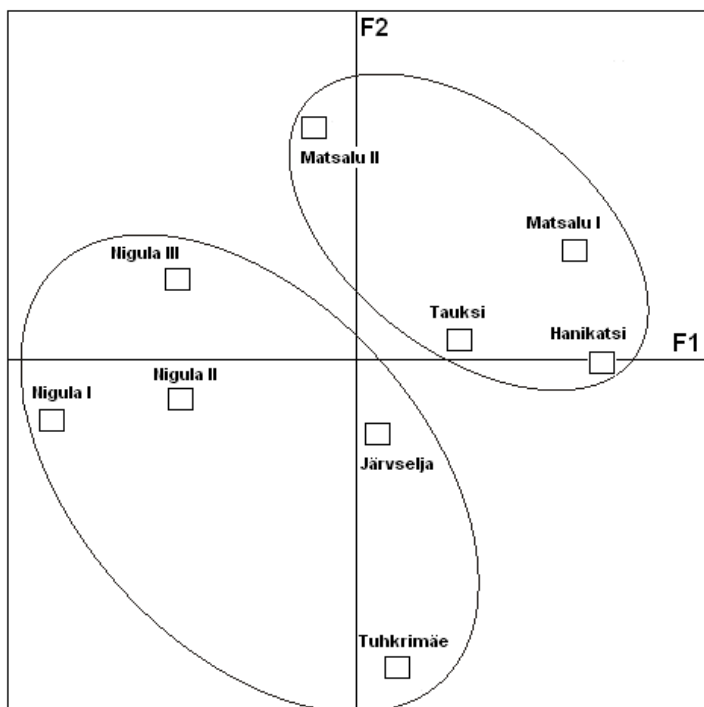 F2
Matsalu II
Matsalu I
Nigula III
Tauksi
Hanikatsi
F1
Nigula I
Nigula II
Järvselja
Tuhkrimäe